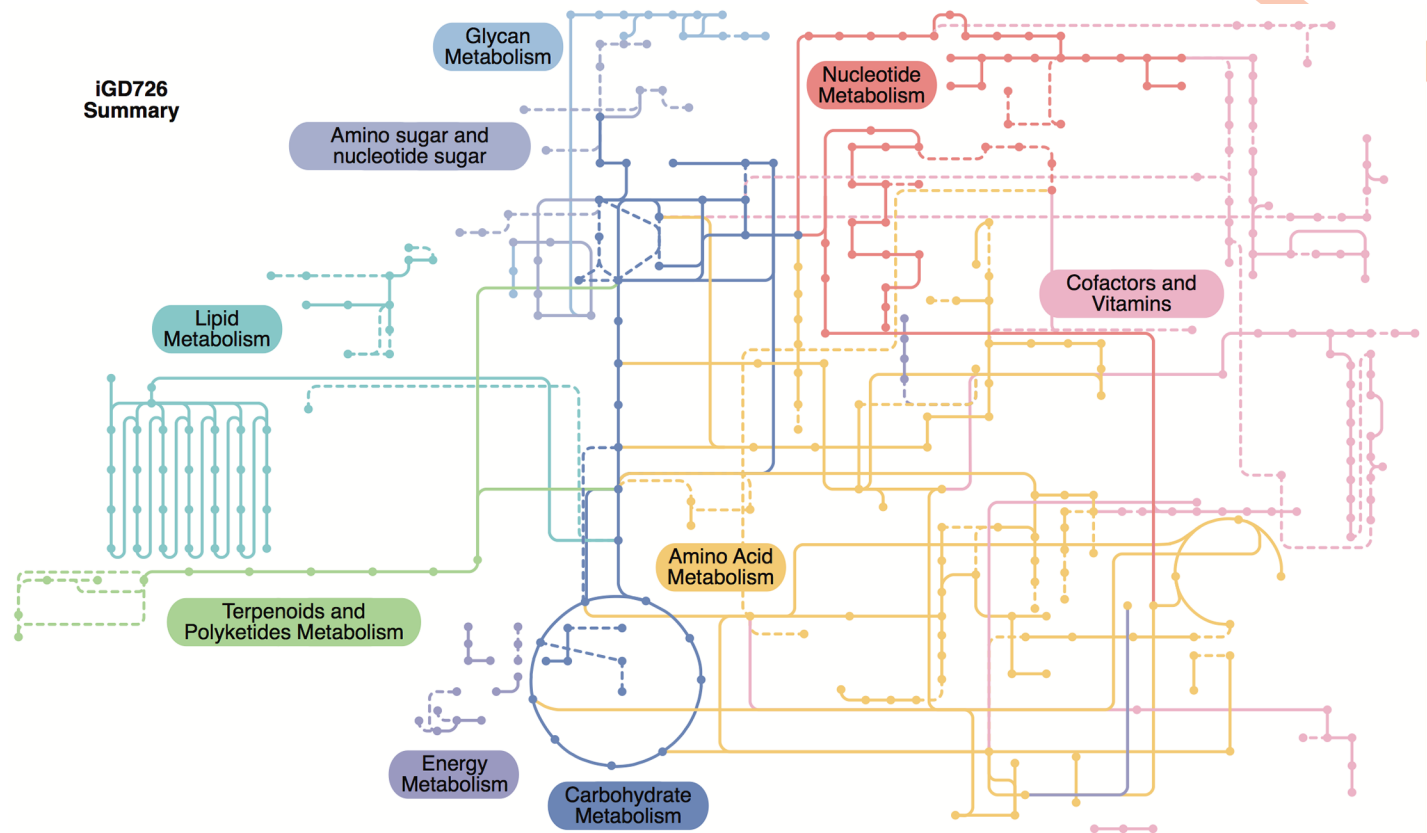 Glycan
Metabolism
iGD726
Summary
Nucleotide
Metabolism
Amino sugar and
nucleotide sugar
Cofactors and
Vitamins
Lipid
Metabolism
Amino Acid
Metabolism
Terpenoids and
Polyketides Metabolism
Energy
Metabolism
Carbohydrate
Metabolism